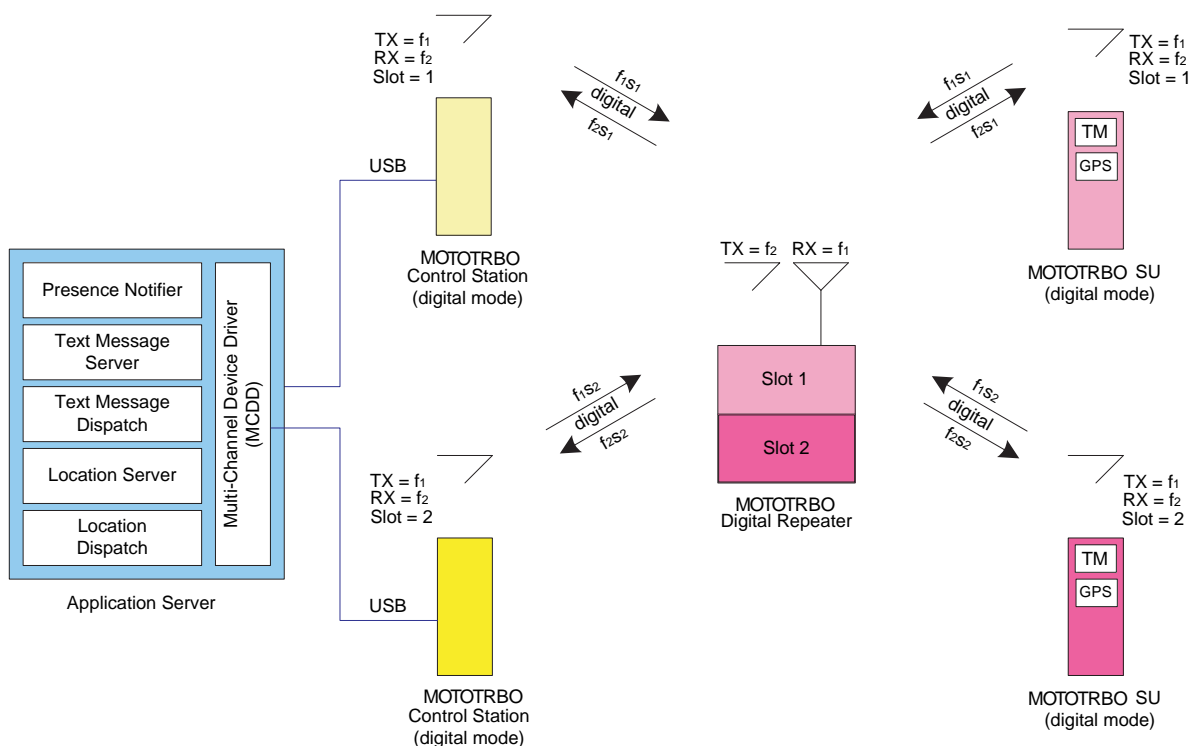 TX = f1
RX = f2
Slot = 1
f1s1
digital
f2s1
USB
MOTOTRBO
Control Station
(digital mode)
f1s1
digital
f2s1
TX = f1
RX = f2
Slot = 1
TM
GPS
MOTOTRBO SU
(digital mode)
Presence Notifier
Text Message
Server
Text Message
Dispatch
Location Server
Location
Dispatch
Multi-Channel Device Driver
(MCDD)
Application Server
TX = f2
RX = f1
Slot 1
Slot 2
MOTOTRBO
Digital Repeater
f1s2
digital
f2s2
f1s2
digital
f2s2
TX = f1
RX = f2
Slot = 2
USB
MOTOTRBO
Control Station
(digital mode)
TX = f1
RX = f2
Slot = 2
TM
GPS
MOTOTRBO SU
(digital mode)